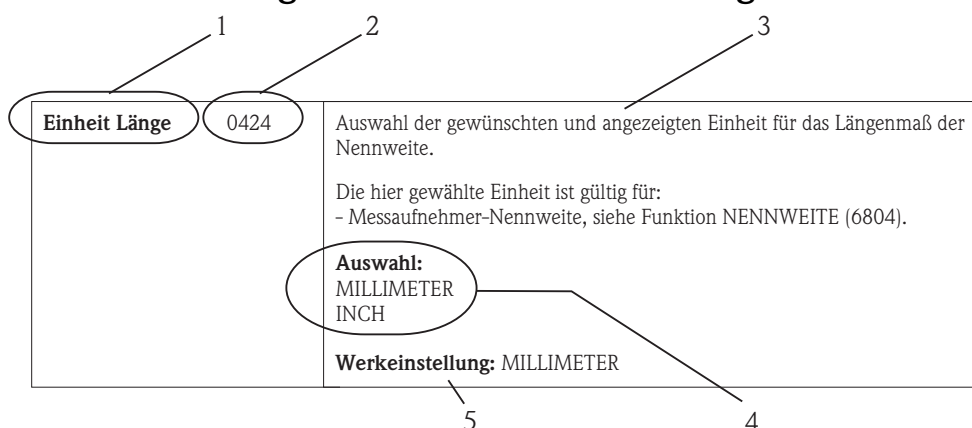 1 2 3
Einheit Länge 0424 Auswahl der gewünschten und angezeigten Einheit für das Längenmaß der
Nennweite.
Die hier gewählte Einheit ist gültig für:
- Messaufnehmer-Nennweite, siehe Funktion NENNWEITE (6804).
Auswahl:
MILLIMETER
INCH
Werkeinstellung: MILLIMETER
5 4